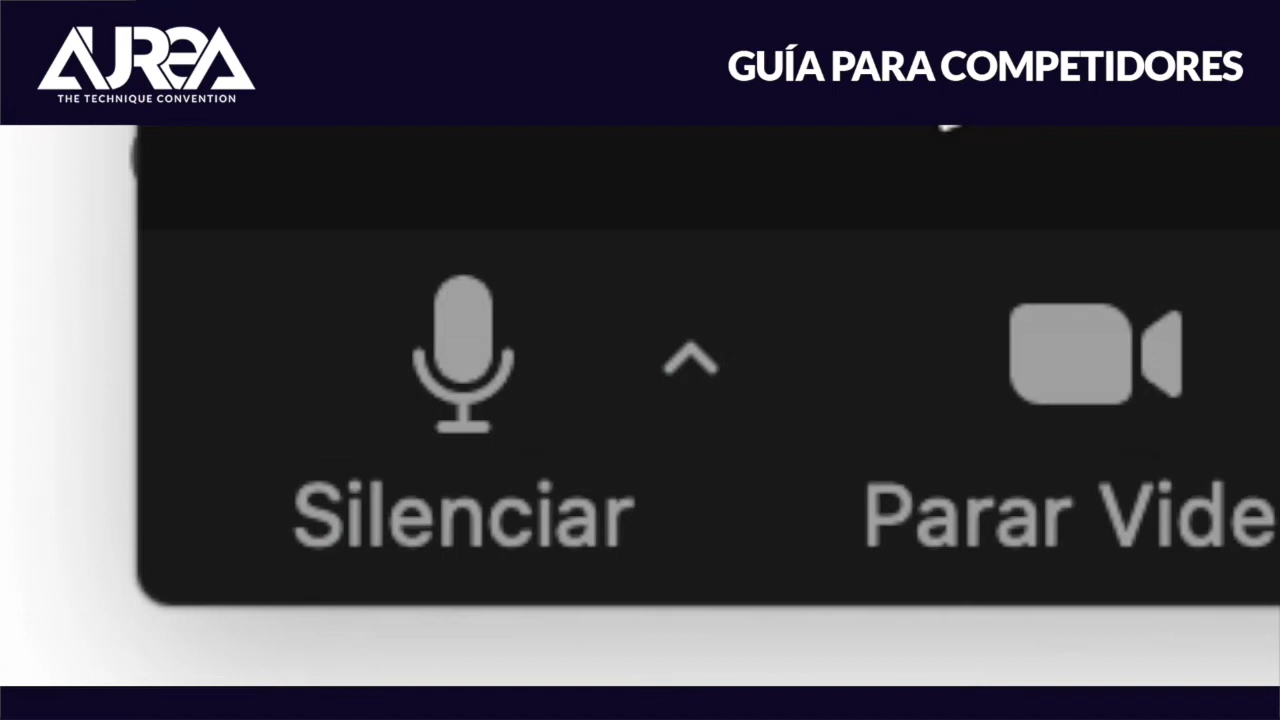 AUREA
THE TECHNIQUE CONVENTION
GUÍA PARA COMPETIDORES
Silenciar
Parar Vide